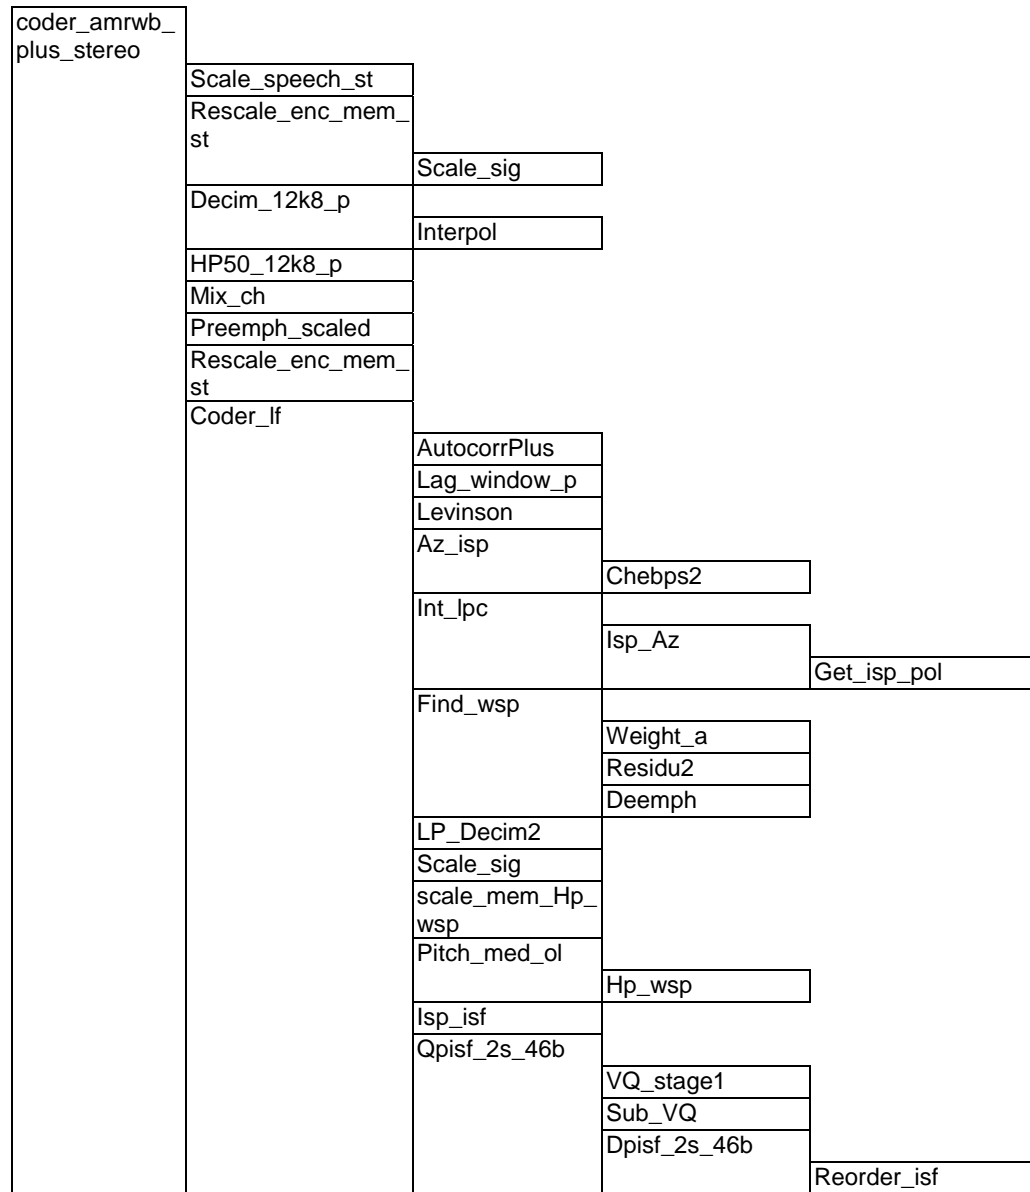 coder_amrwb_
plus_stereo
Scale_speech_st
Rescale_enc_mem_
st
Scale_sig
Decim_12k8_p
Interpol
HP50_12k8_p
Mix_ch
Preemph_scaled
Rescale_enc_mem_
st
Coder_lf
AutocorrPlus
Lag_window_p
Levinson
Az_isp
Chebps2
Int_lpc
Isp_Az
Get_isp_pol
Find_wsp
Weight_a
Residu2
Deemph
LP_Decim2
Scale_sig
scale_mem_Hp_
wsp
Pitch_med_ol
Hp_wsp
Isp_isf
Qpisf_2s_46b
VQ_stage1
Sub_VQ
Dpisf_2s_46b
Reorder_isf